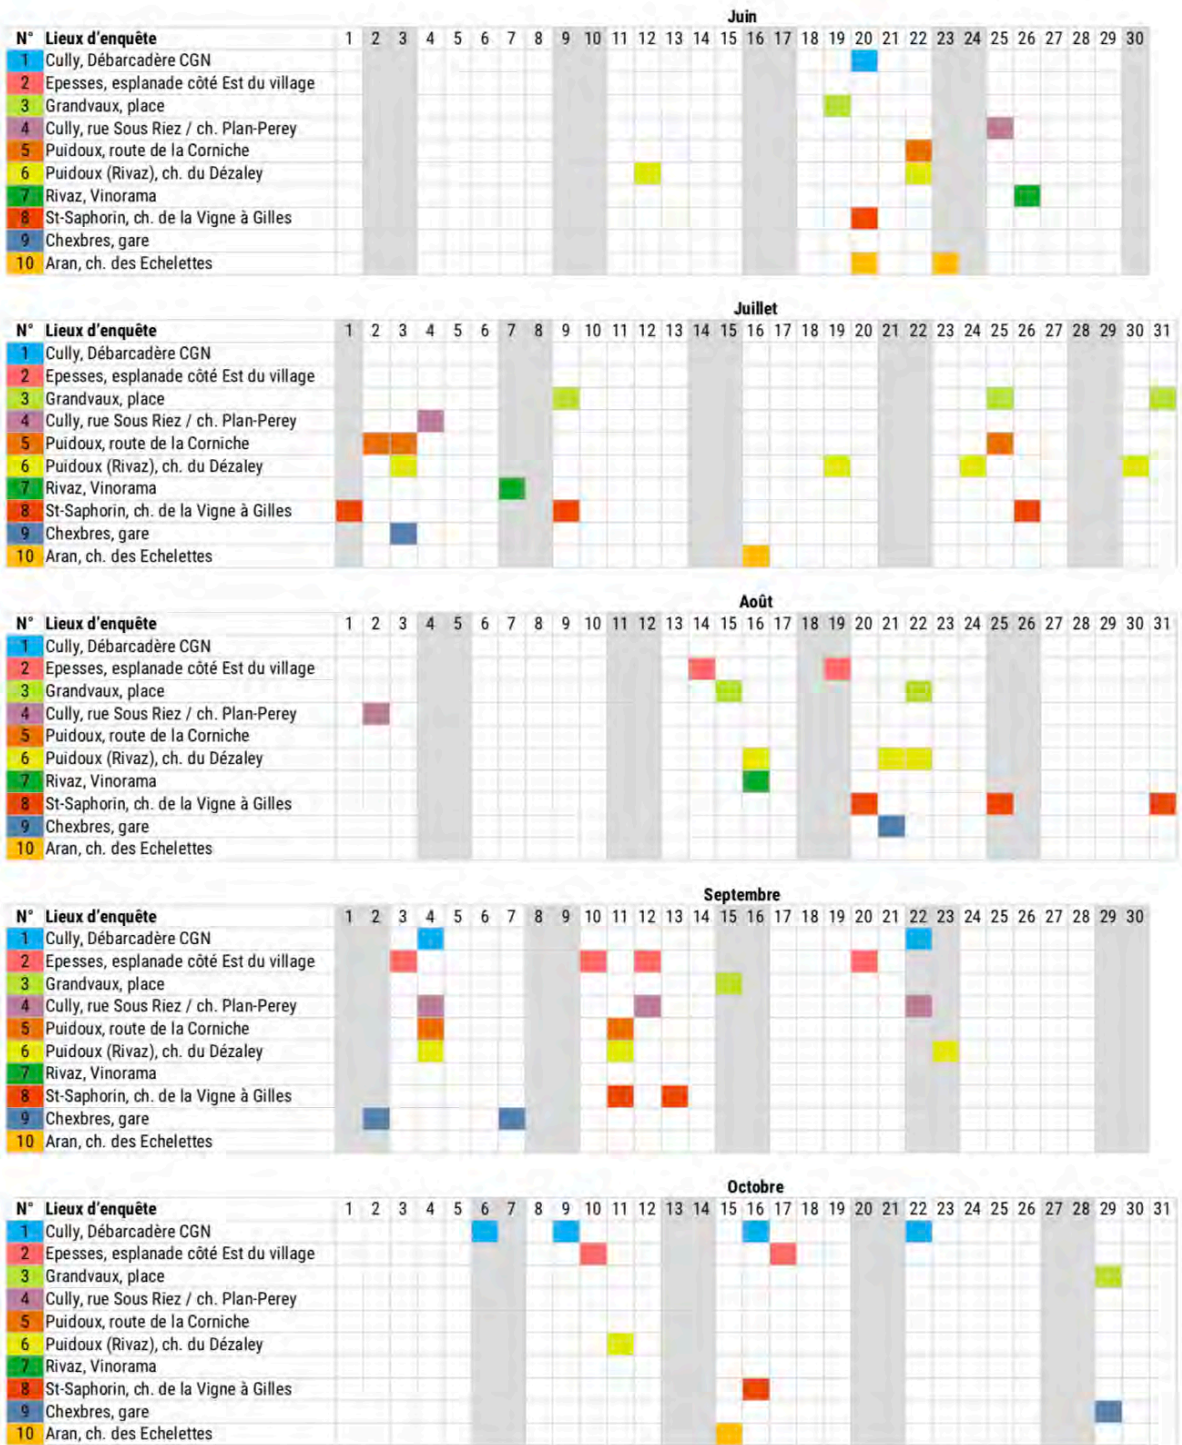 Juin
N° Lieux d'enquête 1 2 3 4 5 6 7 8 9 10 11 12 13 14 15 16 17 18 19 20 21 22 23 24 25 26 27 28 29 30
1 Cully, Débarcadère CGN
2 Epesses, esplanade côté Est du village
3 Grandvaux, place
4 Cully, rue Sous Riez / ch. Plan-Perey
5 Puidoux, route de la Corniche
6 Puidoux (Rivaz), ch. du Dézaley
7 Rivaz, Vinorama
8 St-Saphorin, ch. de la Vigne à Gilles
9 Chexbres, gare
10 Aran, ch. des Echelettes
Juillet
N° Lieux d'enquête 1 2 3 4 5 6 7 8 9 10 11 12 13 14 15 16 17 18 19 20 21 22 23 24 25 26 27 28 29 30 31
1 Cully, Débarcadère CGN
2 Epesses, esplanade côté Est du village
3 Grandvaux, place
4 Cully, rue Sous Riez / ch. Plan-Perey
5 Puidoux, route de la Corniche
6 Puidoux (Rivaz), ch. du Dézaley
7 Rivaz, Vinorama
8 St-Saphorin, ch. de la Vigne à Gilles
9 Chexbres, gare
10 Aran, ch. des Echelettes
Août
N° Lieux d'enquête 1 2 3 4 5 6 7 8 9 10 11 12 13 14 15 16 17 18 19 20 21 22 23 24 25 26 27 28 29 30 31
1 Cully, Débarcadère CGN
2 Epesses, esplanade côté Est du village
3 Grandvaux, place
4 Cully, rue Sous Riez / ch. Plan-Perey
5 Puidoux, route de la Corniche
6 Puidoux (Rivaz), ch. du Dézaley
7 Rivaz, Vinorama
8 St-Saphorin, ch. de la Vigne à Gilles
9 Chexbres, gare
10 Aran, ch. des Echelettes
Septembre
N° Lieux d'enquête 1 2 3 4 5 6 7 8 9 10 11 12 13 14 15 16 17 18 19 20 21 22 23 24 25 26 27 28 29 30
1 Cully, Débarcadère CGN
2 Epesses, esplanade côté Est du village
3 Grandvaux, place
4 Cully, rue Sous Riez / ch. Plan-Perey
5 Puidoux, route de la Corniche
6 Puidoux (Rivaz), ch. du Dézaley
7 Rivaz, Vinorama
8 St-Saphorin, ch. de la Vigne à Gilles
9 Chexbres, gare
10 Aran, ch. des Echelettes
Octobre
N° Lieux d'enquête 1 2 3 4 5 6 7 8 9 10 11 12 13 14 15 16 17 18 19 20 21 22 23 24 25 26 27 28 29 30 31
1 Cully, Débarcadère CGN
2 Epesses, esplanade côté Est du village
3 Grandvaux, place
4 Cully, rue Sous Riez / ch. Plan-Perey
5 Puidoux, route de la Corniche
6 Puidoux (Rivaz), ch. du Dézaley
7 Rivaz, Vinorama
8 St-Saphorin, ch. de la Vigne à Gilles
9 Chexbres, gare
10 Aran, ch. des Echelettes